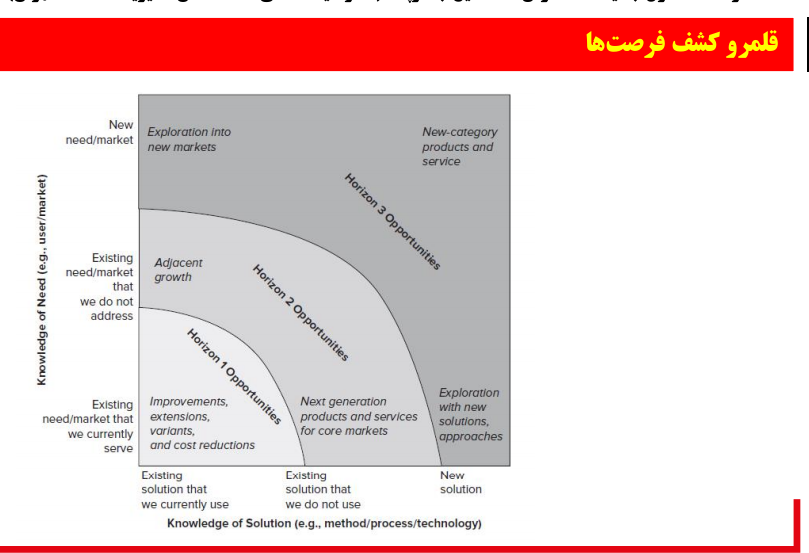 قلمرو کشف فرصت‌ها
New
need/market
Exploration into
new markets
New-category
products and
service
Horizon 3 Opportunities
Knowledge of Need (e.g., user/market)
Existing
need/market
that
we do not
address
Adjacent
growth
Horizon 2 Opportunities
Horizon 1 Opportunities
Existing
need/market that
we currently
serve
Improvements,
extensions,
variants,
and cost reductions
Next generation
products and services
for core markets
Exploration
with new
solutions,
approaches
Existing
solution that
we currently use
Existing
solution that
we do not use
New
solution
Knowledge of Solution (e.g., method/process/technology)